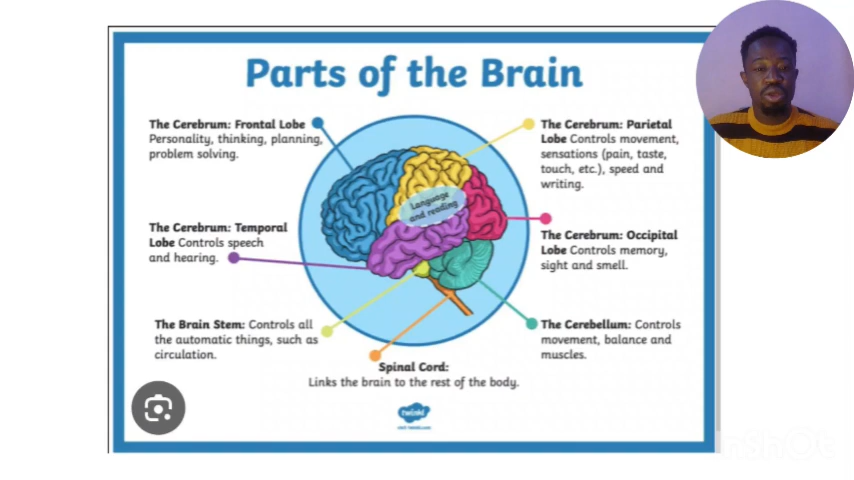 Parts of the Brain
The Cerebrum: Frontal Lobe
Personality, thinking, planning,
problem solving.
The Cerebrum: Parietal
Lobe Controls movement,
sensations (pain, taste,
touch, etc.), speed and
writing.
Language
and reading
The Cerebrum: Temporal
Lobe Controls speech
and hearing.
The Cerebrum: Occipital
Lobe Controls memory,
sight and smell.
The Brain Stem: Controls all
the automatic things, such as
circulation.
The Cerebellum: Controls
movement, balance and
muscles.
Spinal Cord:
Links the brain to the rest of the body.
twinkl
visit twinkl.com
InShOt